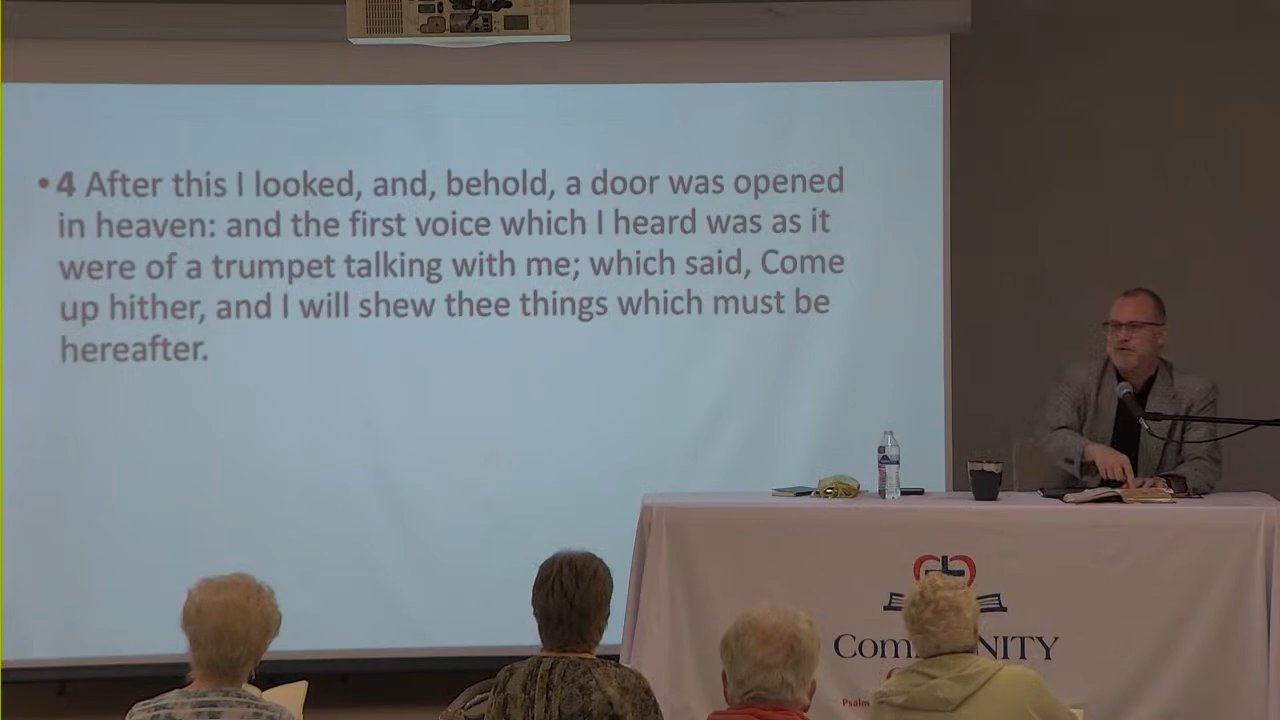 • 4 After this I looked, and, behold, a door was opened
in heaven: and the first voice which I heard was as it
were of a trumpet talking with me; which said, Come
up hither, and I will shew thee things which must be
hereafter.
Com NITY
Psalm